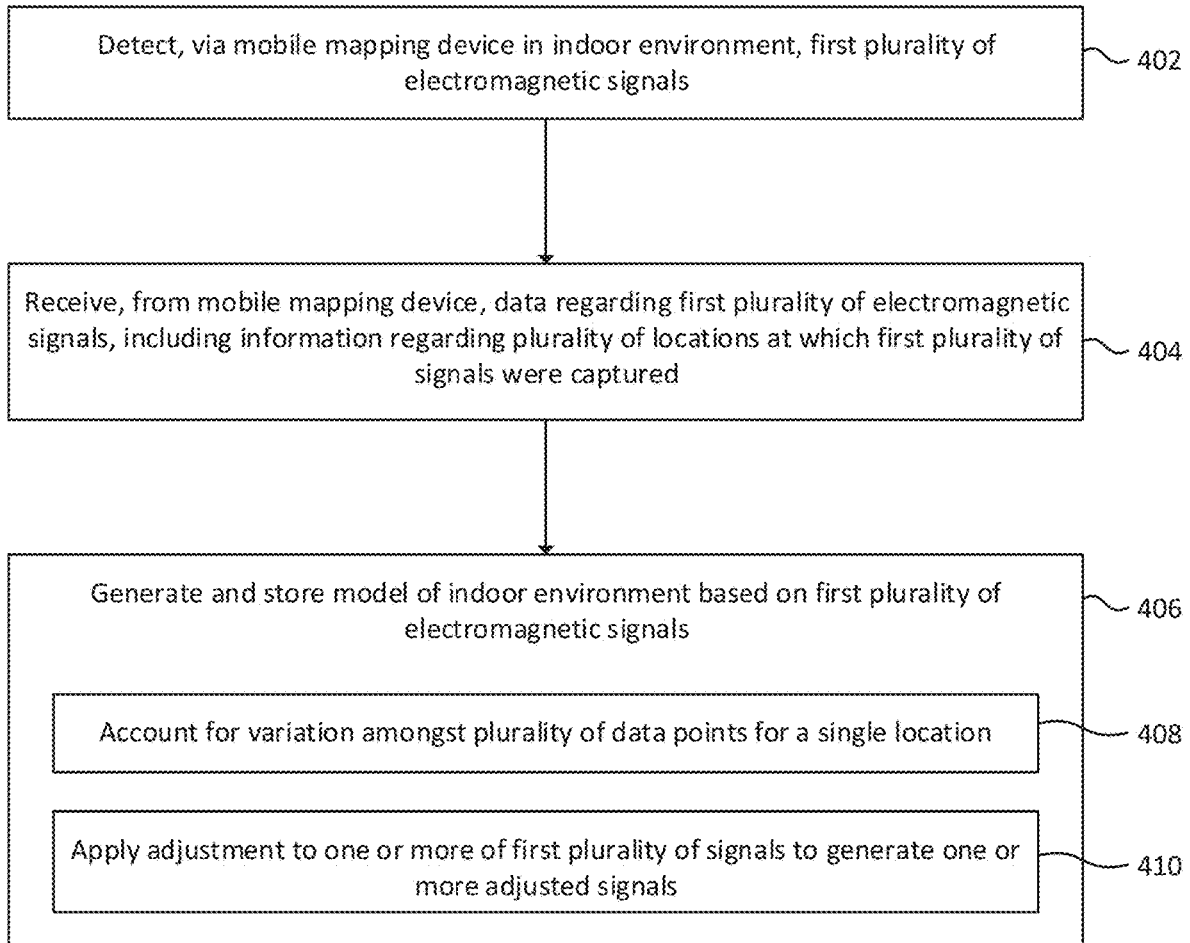 Detect, via mobile mapping device in indoor environment, first plurality of
electromagnetic signals
402
Receive, from mobile mapping device, data regarding first plurality of electromagnetic
signals, including information regarding plurality of locations at which first plurality of
signals were captured
404
Generate and store model of indoor environment based on first plurality of
electromagnetic signals
406
Account for variation amongst plurality of data points for a single location
408
Apply adjustment to one or more of first plurality of signals to generate one or
more adjusted signals
410